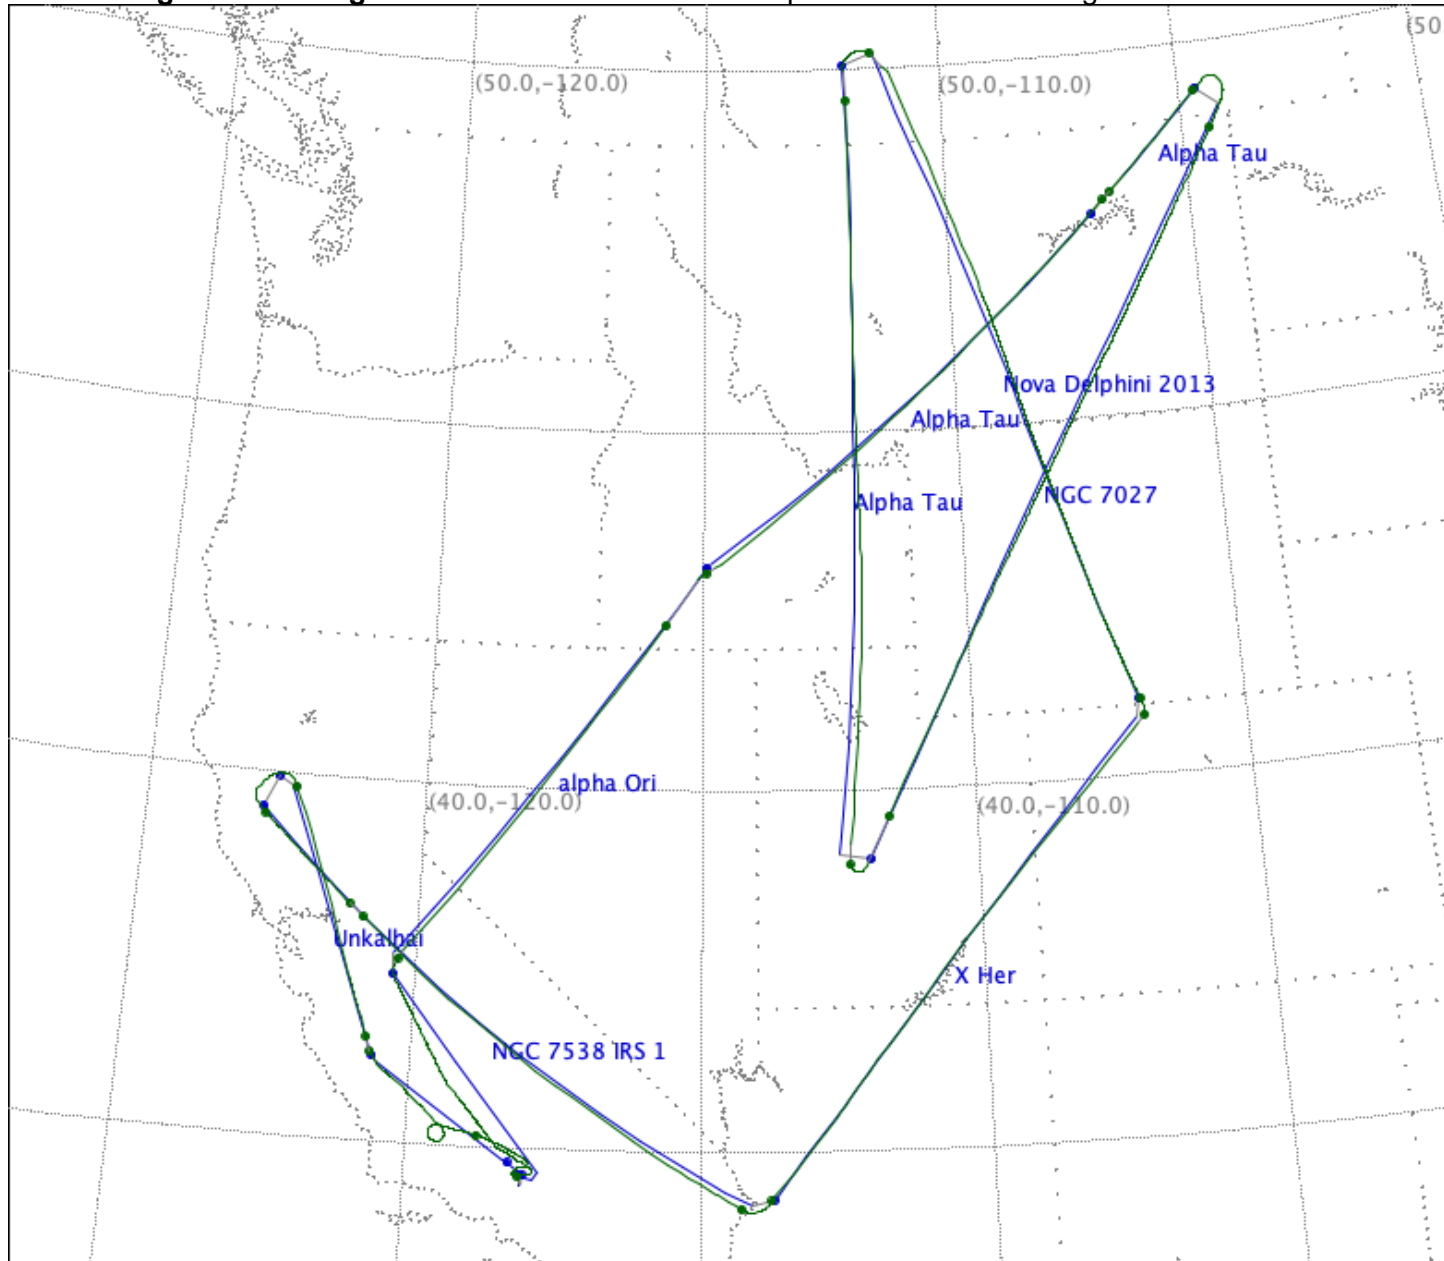 (50
(50.0,-120.0)
(50.0,-110.0)
Alpha Tau
Nova Delphini 2013
Alpha Tau
NGC 7027
Alpha Tau
alpha Ori
(40.0,-120.0)
(40.0,-110.0)
Unkalhai
X Her
NGC 7538 IRS 1